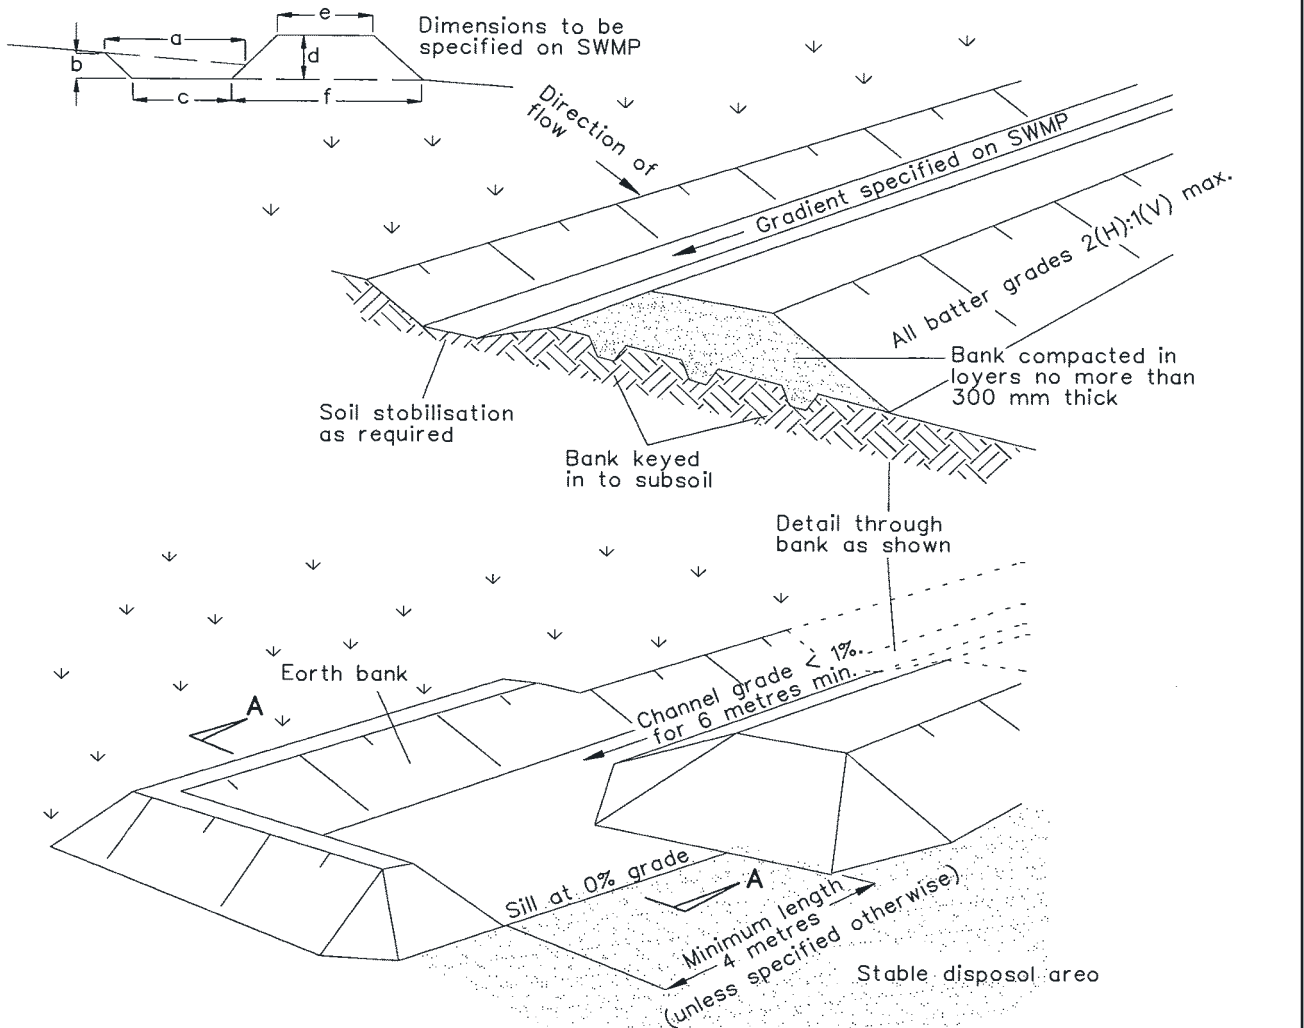 e
Dimensions to be
specified on SWMP
a
b
d
c
f
Direction of
flow
Gradient specified on SWMP
All batter grades 2(H):1(V) max.
Bank compacted in
loyers no more than
300 mm thick
Soil stobilisation
as required
Bank keyed
in to subsoil
Detail through
bank as shown
Eorth bank
Channel grade < 1%.
for 6 metres min.
A
Sill at 0% grade
A
Minimum length
4 metres
(unless specified otherwise)
Stable disposol areo